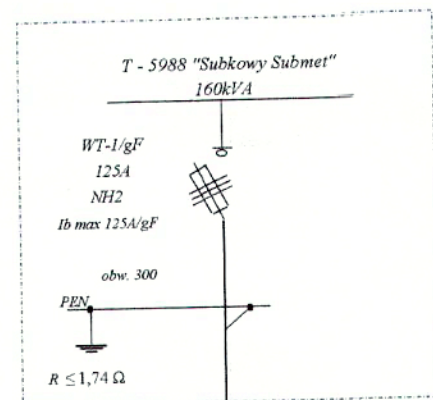 T - 5988 "Subkowy Submet"
160kVA
WT-1/gF
125A
NH2
Ib max 125A/gF
obw. 300
PEN
R ≤1,74 Ω